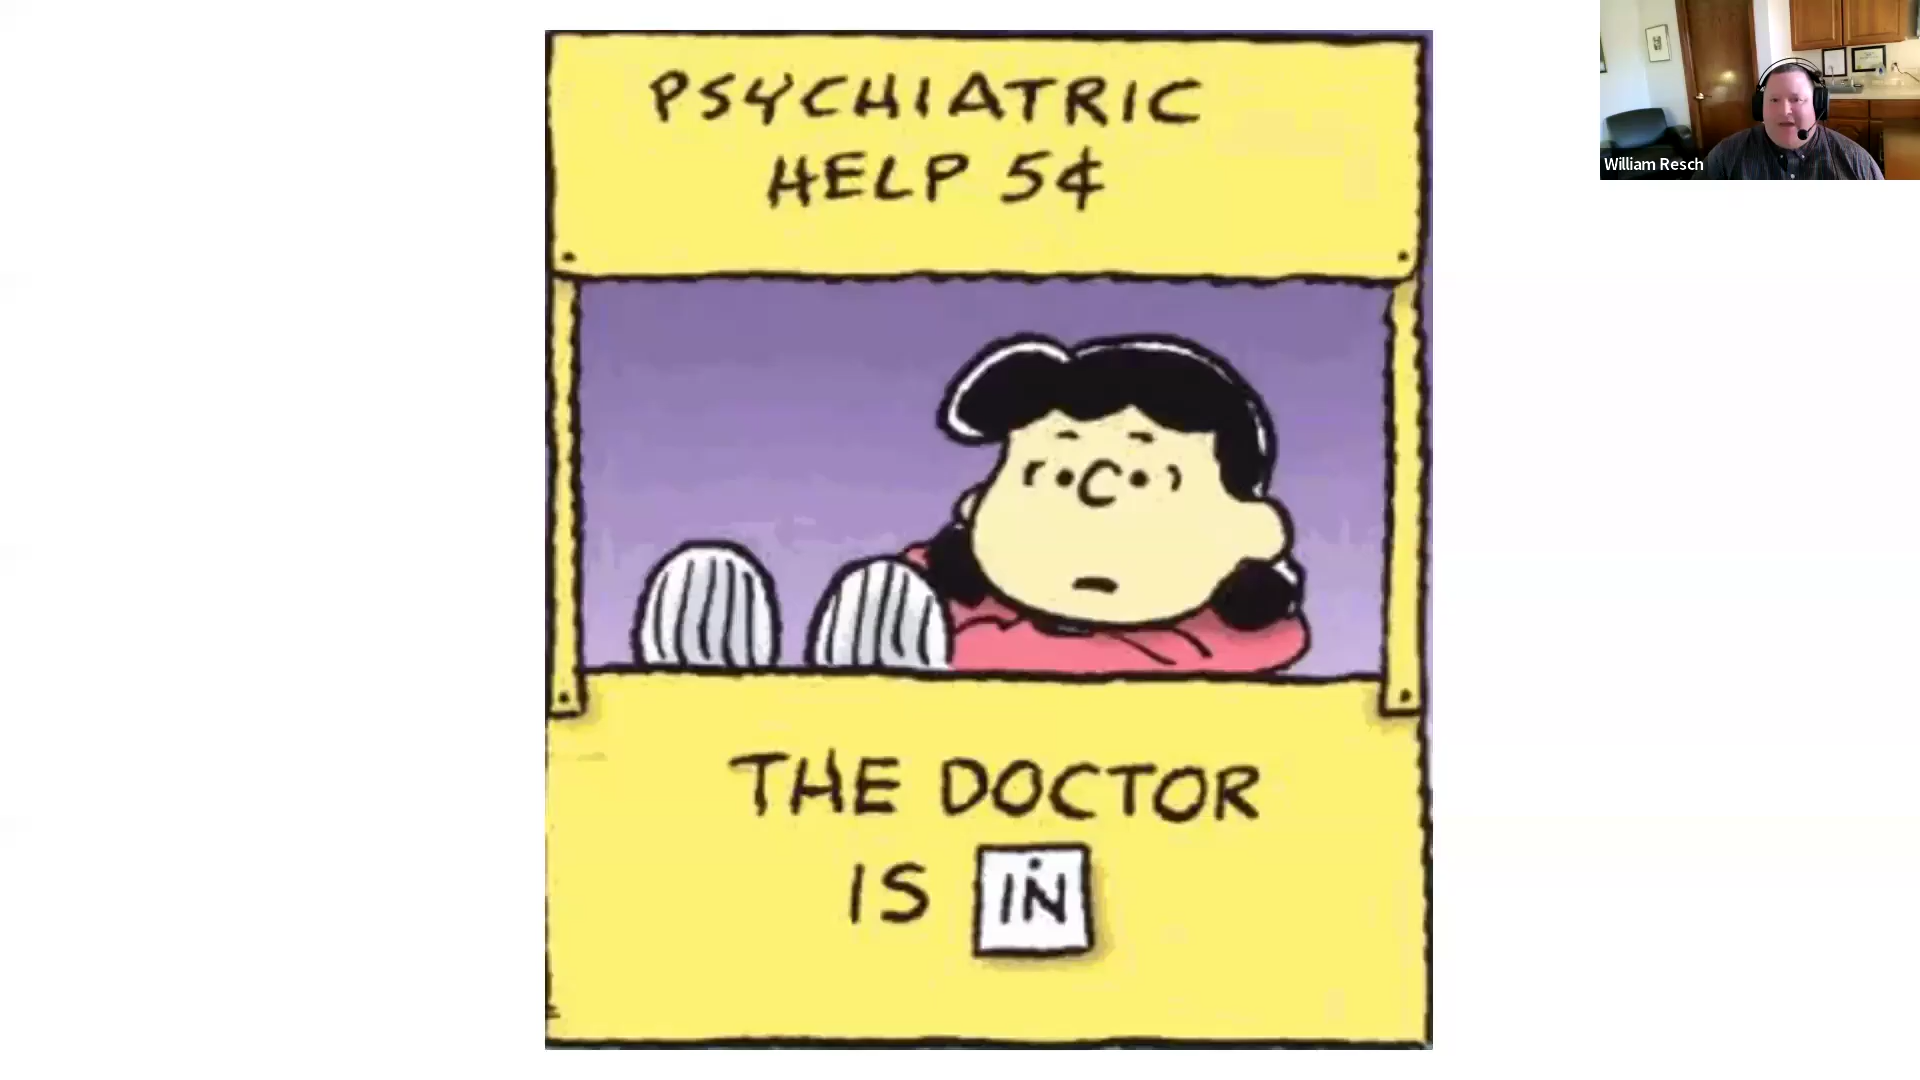 PSYCHIATRIC
HELP 5¢
THE DOCTOR
IS IN
William Resch